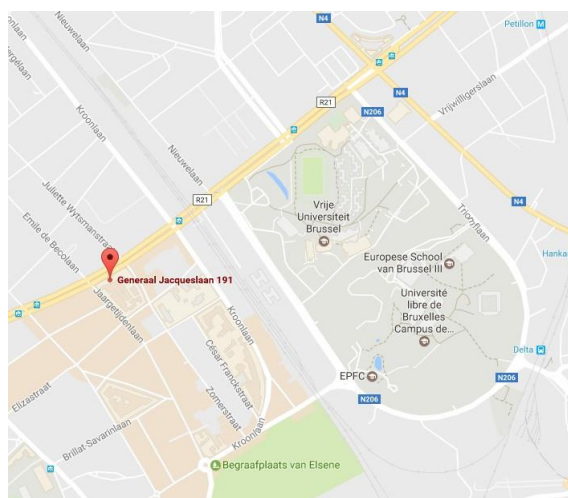 Petillon M
N4
Nieuwelaan
Kroonlaan
N4
R21
N206
Vrijwilligerslaan
Kroonlaan
Nieuwelaan
Juliette Wytsmanstraat
R21
Vrije
Universiteit
Brussel
Triomflaan
N4
Emile de Becolaan
Generaal Jacqueslaan 191
Europese School
van Brussel III
Jaargetijdenlaan
Université
libre de
Bruxelles
Campus de...
Kroonlaan
César Franckstraat
Delta
EPFC
N206
N206
Elizastraat
Zomerstraat
Brillat-Savarinlaan
Kroonlaan
Begraafplaats van Elsene